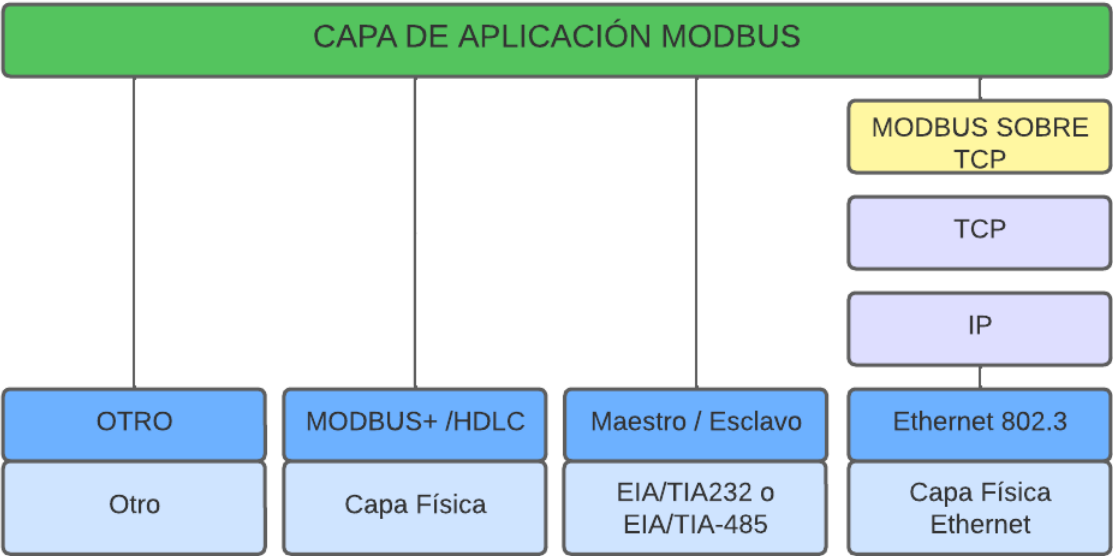 CAPA DE APLICACIÓN MODBUS
MODBUS SOBRE
TCP
TCP
IP
OTRO
MODBUS+ /HDLC
Maestro / Esclavo
Ethernet 802.3
Otro
Capa Física
EIA/TIA232 o
EIA/TIA-485
Capa Física
Ethernet